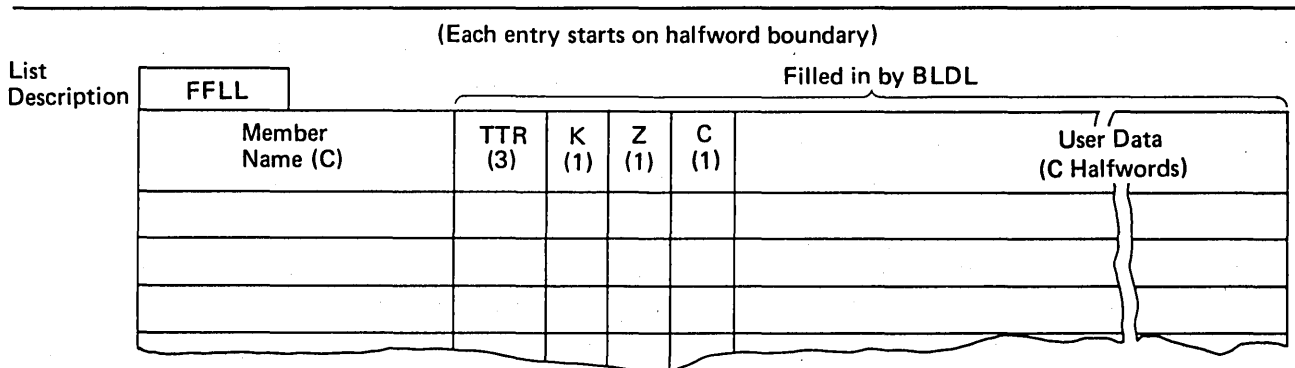 (Each entry starts on halfword boundary)
List
Description
FFLL
Filled in by BLDL
Member
Name (C)
TTR
(3)
K
(1)
Z
(1)
C
(1)
User Data
(C Halfwords)